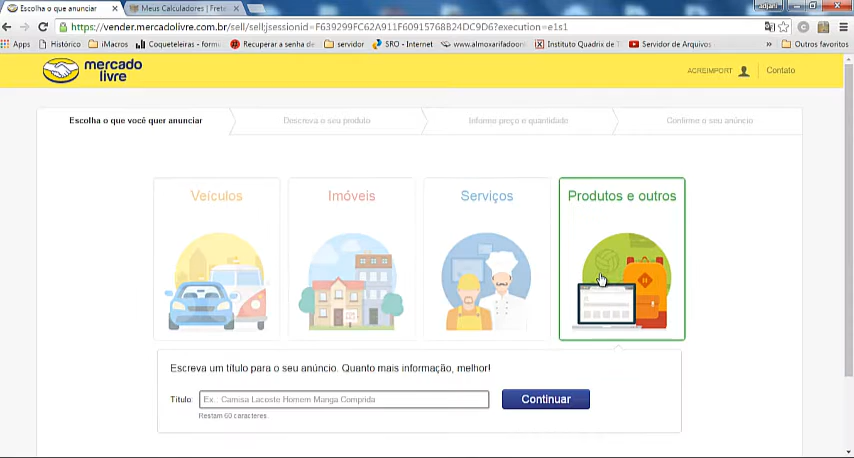 Escolha o que anunciar
Meus Calculadores | Frete
adjani
https://vender.mercadolivre.com.br/sell/sell;jsessionid=F639299FC62A911F60915768B24DC9D6?execution=e1s1
Apps Histórico iMacros Coqueteleiras - formu Recuperar a senha de servidor SRO - Internet www.almoxarifadoonl Instituto Quadrix de T Servidor de Arquivos Outros favoritos
mercado
livre
ACREIMPORT Contato
Escolha o que você quer anunciar Descreva o seu produto Informe preço e quantidade Confirme o seu anúncio
Veículos Imóveis Serviços Produtos e outros
Escreva um título para o seu anúncio. Quanto mais informação, melhor!
Título: Ex.: Camisa Lacoste Homem Manga Comprida Continuar
Restam 60 caracteres